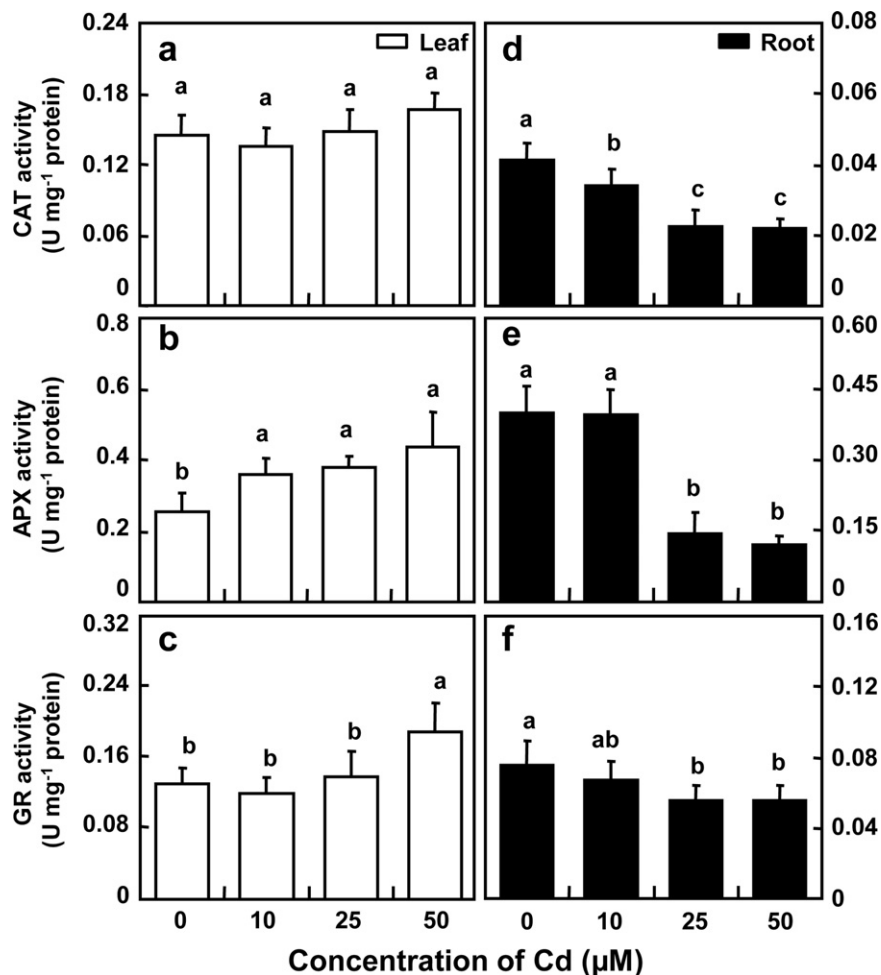 0.24
a
Leaf
d
Root
0.08
CAT activity
(U mg⁻¹ protein)
0.18
0.12
0.06
0
a
a
a
a
a
b
c
c
0.06
0.04
0.02
0
0.8
b
e
0.60
APX activity
(U mg⁻¹ protein)
0.6
0.4
0.2
0
b
a
a
a
a
a
b
b
0.45
0.30
0.15
0
0.32
c
f
0.16
GR activity
(U mg⁻¹ protein)
0.24
0.16
0.08
0
b
b
b
a
a
ab
b
b
0.12
0.08
0.04
0
0 10 25 50 0 10 25 50
Concentration of Cd (µM)